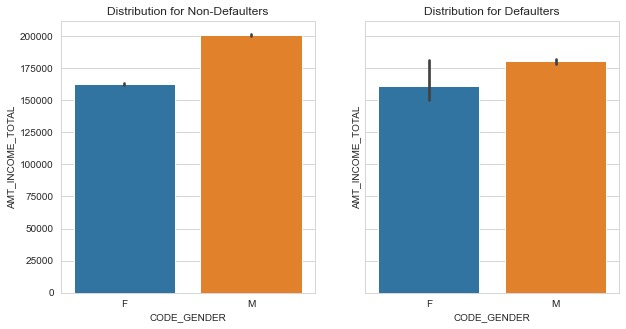 Distribution for Non-Defaulters
200000
175000
150000
125000
100000
75000
50000
25000
0
AMT_INCOME_TOTAL
F
M
CODE_GENDER
Distribution for Defaulters
AMT_INCOME_TOTAL
F
M
CODE_GENDER